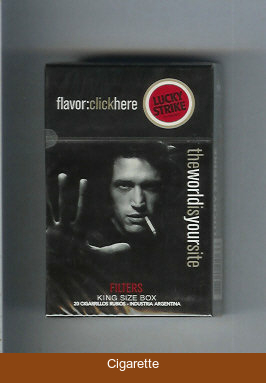 flavor:clickhere
LUCKY
STRIKE
theworldisyoursite
FILTERS
KING SIZE BOX
20 CIGARRILLOS RUBIOS - INDUSTRIA ARGENTINA
Cigarette